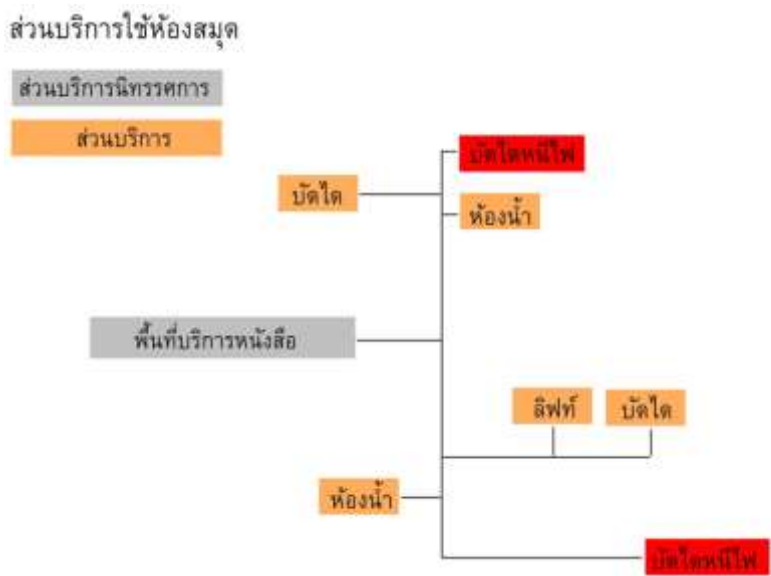 ส่วนบริการใช้ห้องสมุด
ส่วนบริการนิทรรศการ
ส่วนบริการ
บัดไดหนีไฟ
บัดได
ห้องน้ำ
พื้นที่บริการหนังสือ
ลิฟท์
บัดได
ห้องน้ำ
บัดไดหนีไฟ